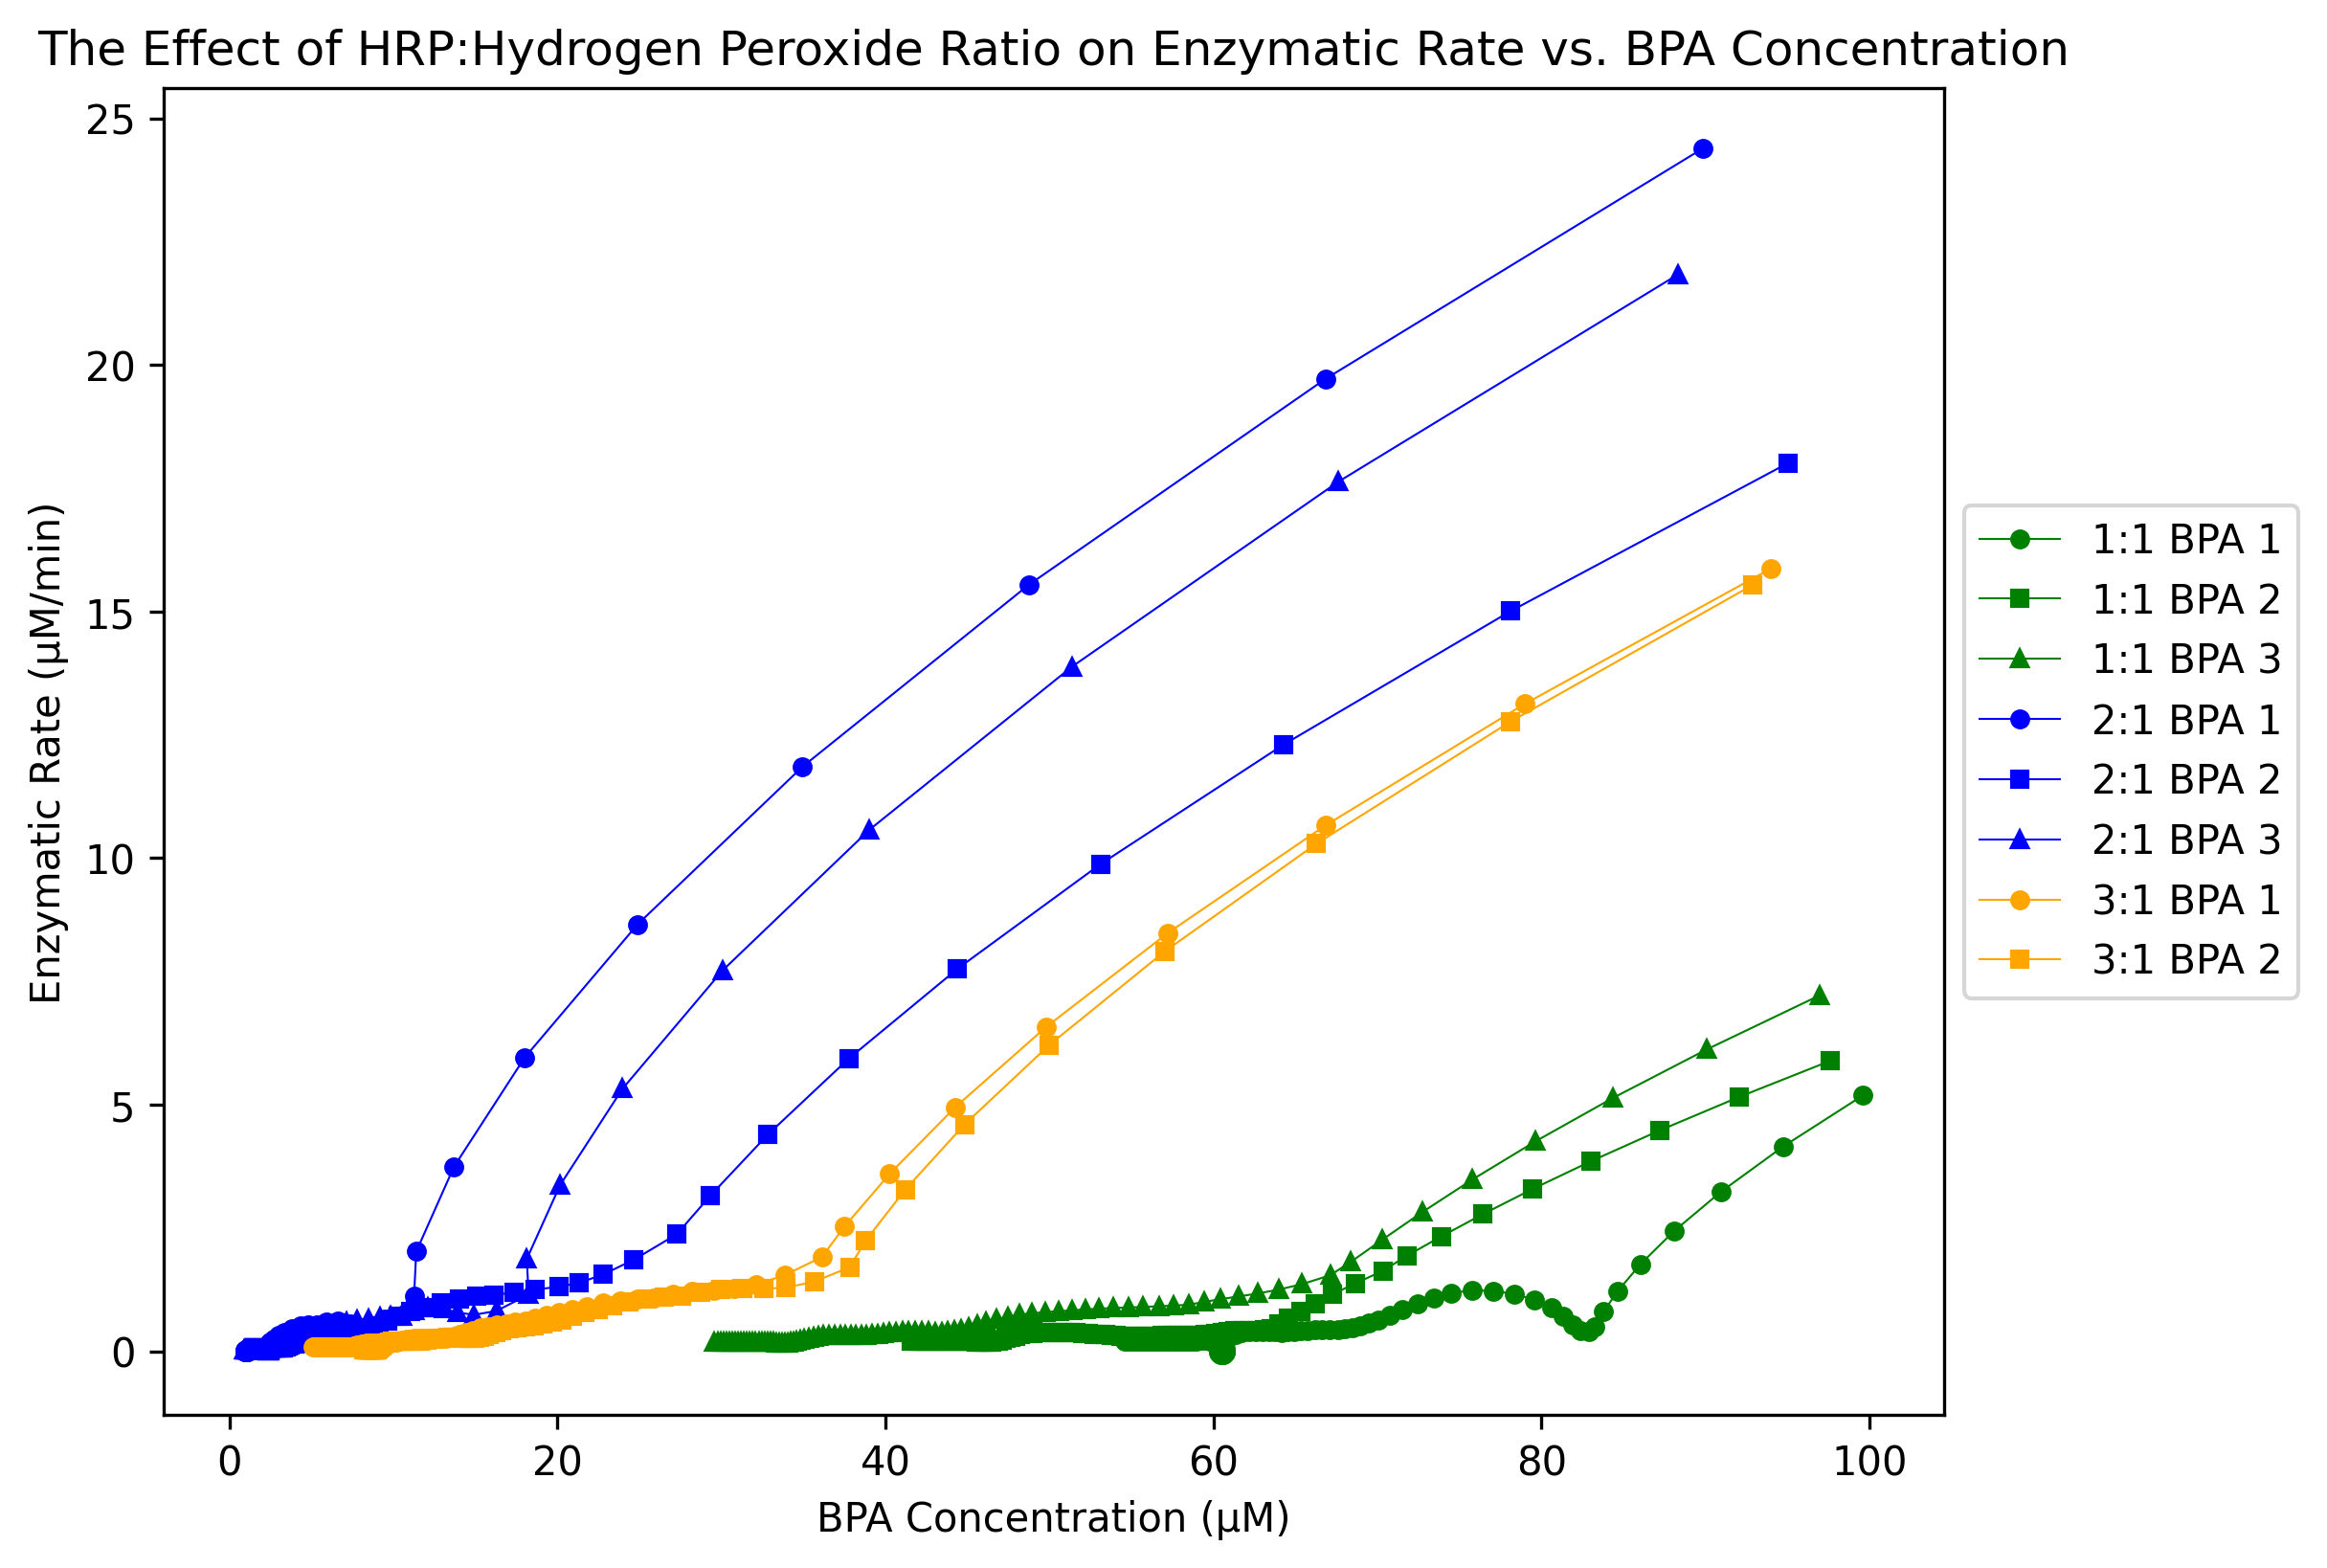 The Effect of HRP:Hydrogen Peroxide Ratio on Enzymatic Rate vs. BPA Concentration
Enzymatic Rate (μM/min)
25
20
15
10
5
0
0 20 40 60 80 100
BPA Concentration (μM)
1:1 BPA 1
1:1 BPA 2
1:1 BPA 3
2:1 BPA 1
2:1 BPA 2
2:1 BPA 3
3:1 BPA 1
3:1 BPA 2